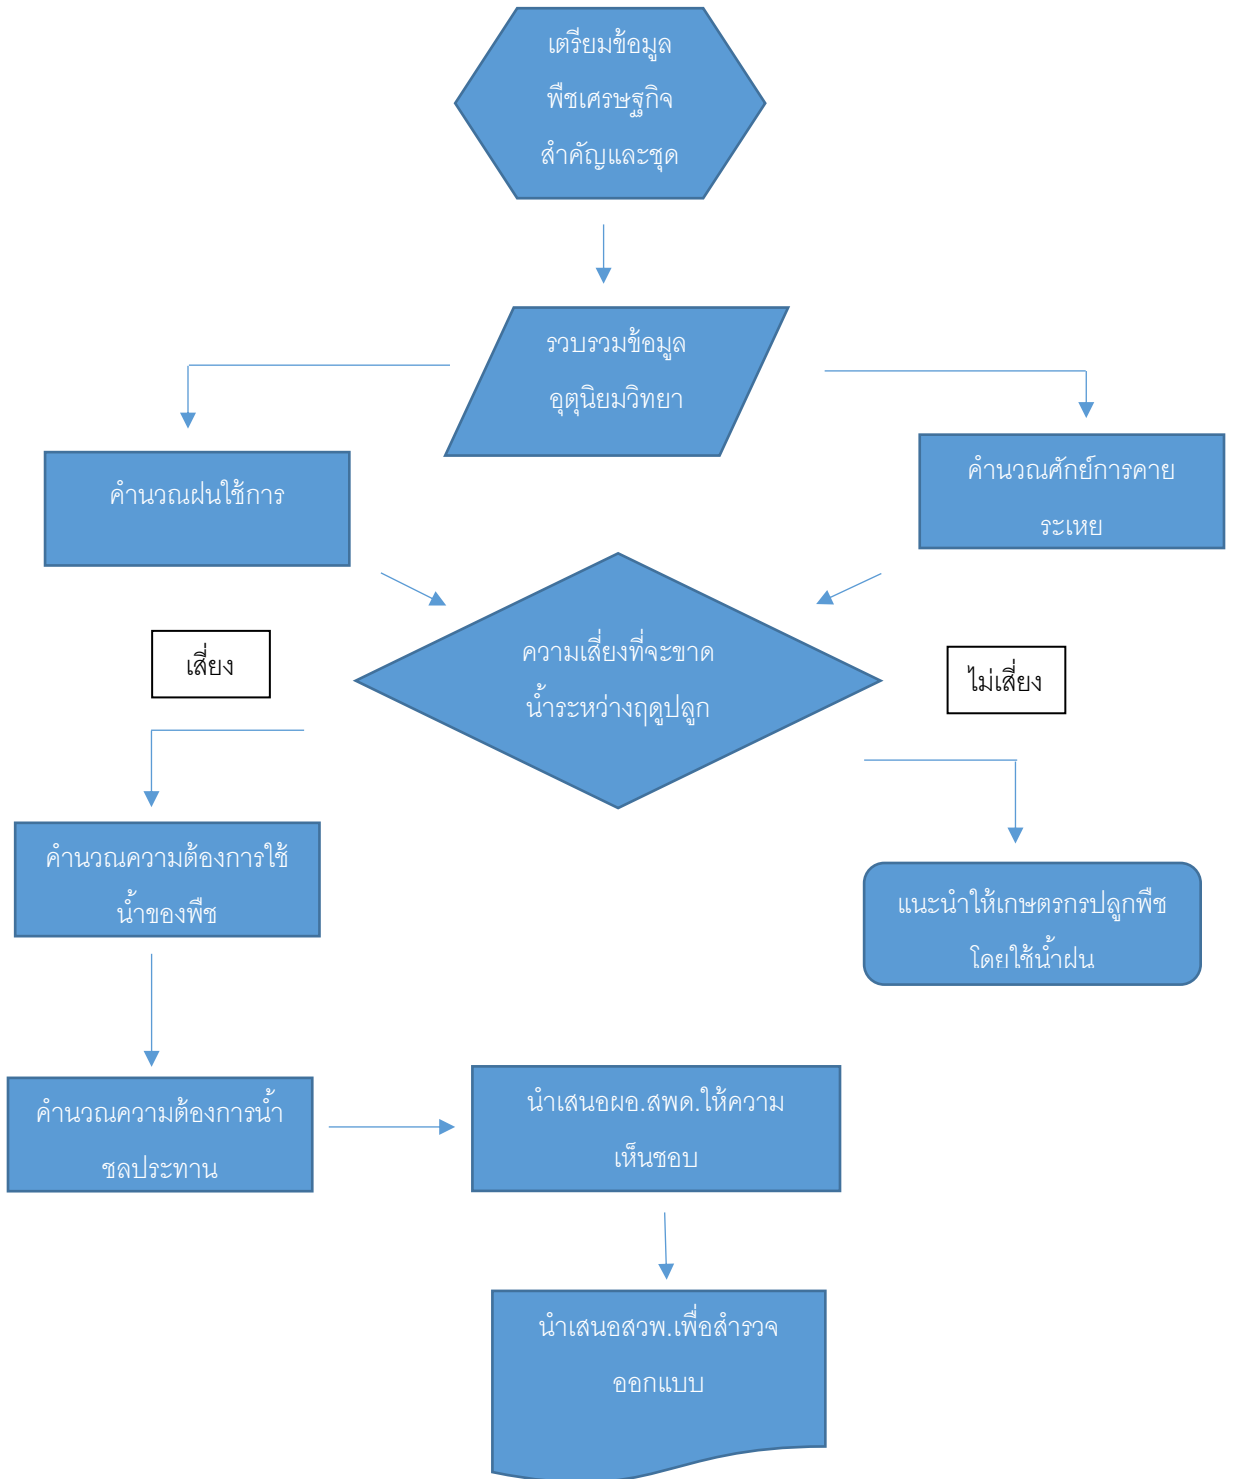 เตรียมข้อมูล
พืชเศรษฐกิจ
สำคัญและชุด
รวบรวมข้อมูล
อุตุนิยมวิทยา
คำนวณฝนใช้การ
คำนวณศักย์การคาย
ระเหย
ความเสี่ยงที่จะขาด
น้ำระหว่างฤดูปลูก
เสี่ยง
ไม่เสี่ยง
คำนวณความต้องการใช้
น้ำของพืช
แนะนำให้เกษตรกรปลูกพืช
โดยใช้น้ำฝน
คำนวณความต้องการน้ำ
ชลประทาน
นำเสนอผอ.สพด.ให้ความ
เห็นชอบ
นำเสนอสวพ.เพื่อสำรวจ
ออกแบบ